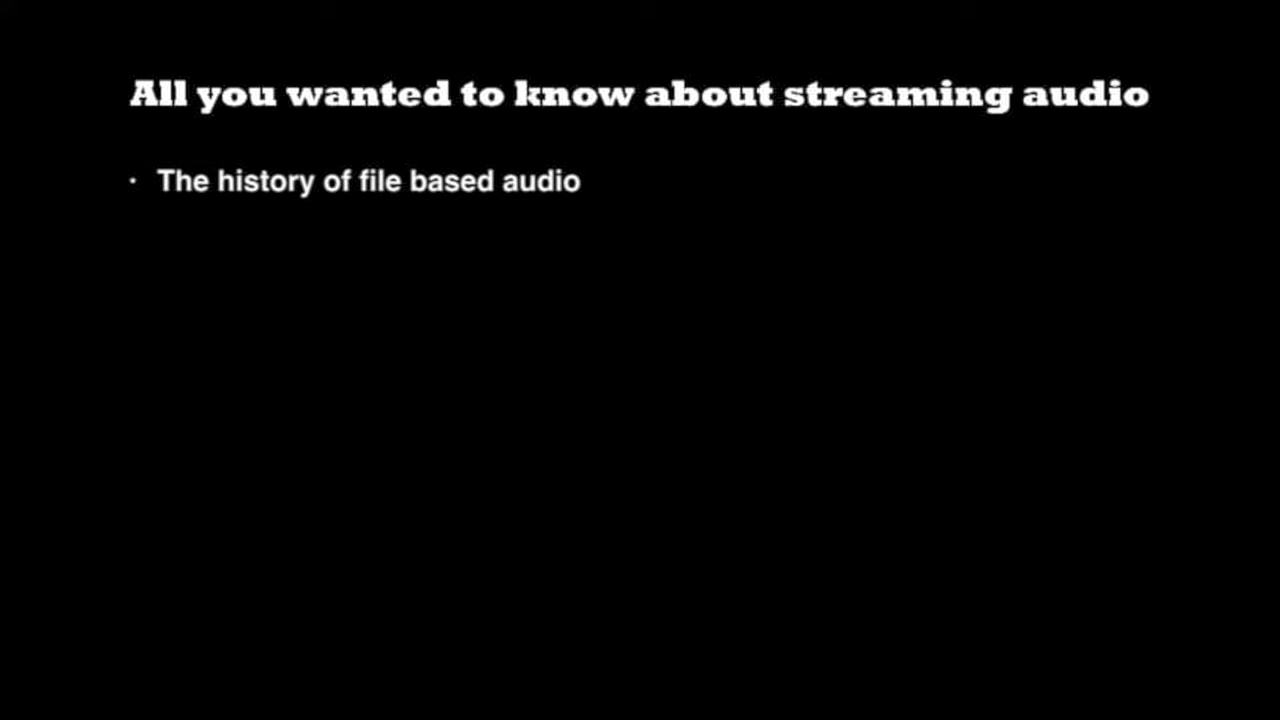 All you wanted to know about streaming audio
· The history of file based audio